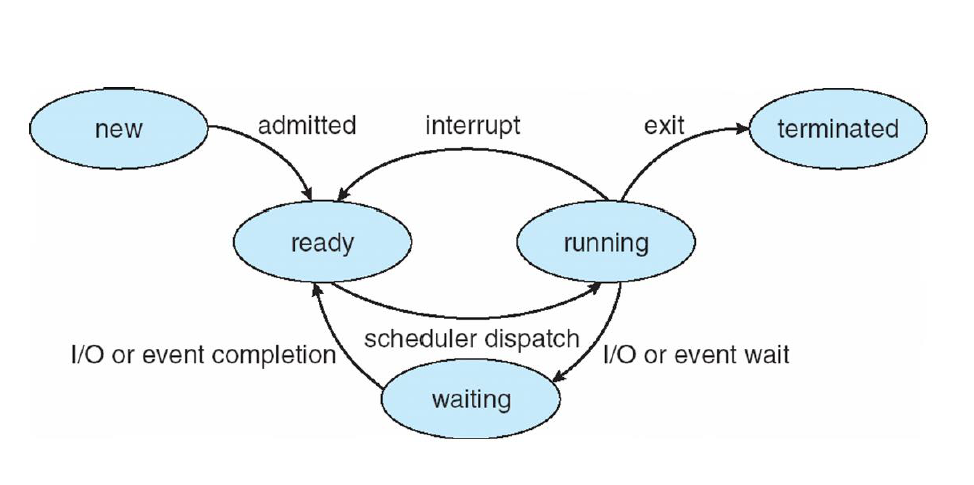 new
admitted
interrupt
exit
terminated
ready
running
scheduler dispatch
I/O or event completion
I/O or event wait
waiting